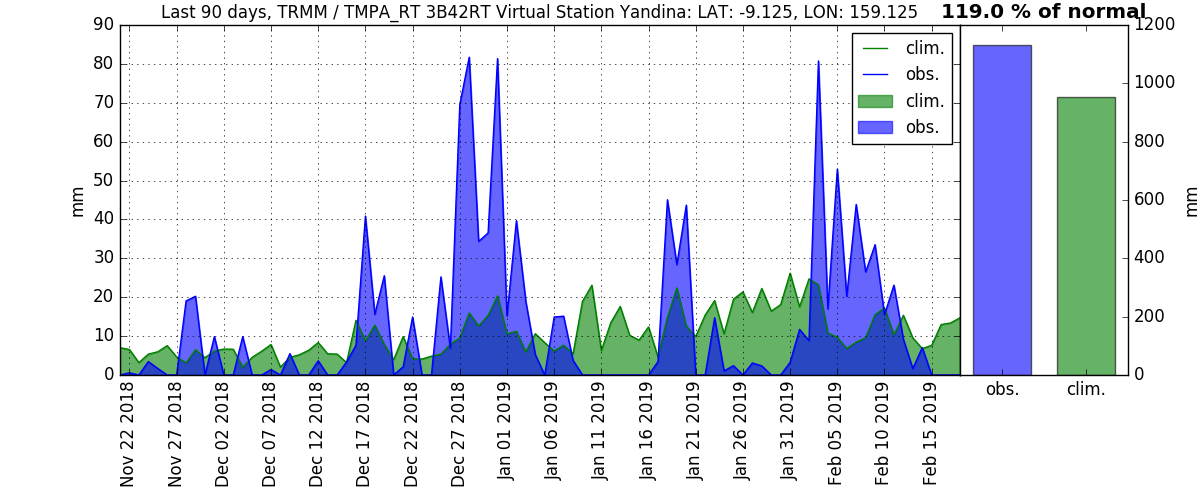 Last 90 days, TRMM / TMPA_RT 3B42RT Virtual Station Yandina: LAT: -9.125, LON: 159.125
119.0 % of normal
90
80
70
60
50
40
30
20
10
0
mm
clim.
obs.
clim.
obs.
1200
1000
800
600
400
200
0
mm
Nov 22 2018
Nov 27 2018
Dec 02 2018
Dec 07 2018
Dec 12 2018
Dec 17 2018
Dec 22 2018
Dec 27 2018
Jan 01 2019
Jan 06 2019
Jan 11 2019
Jan 16 2019
Jan 21 2019
Jan 26 2019
Jan 31 2019
Feb 05 2019
Feb 10 2019
Feb 15 2019
obs.
clim.